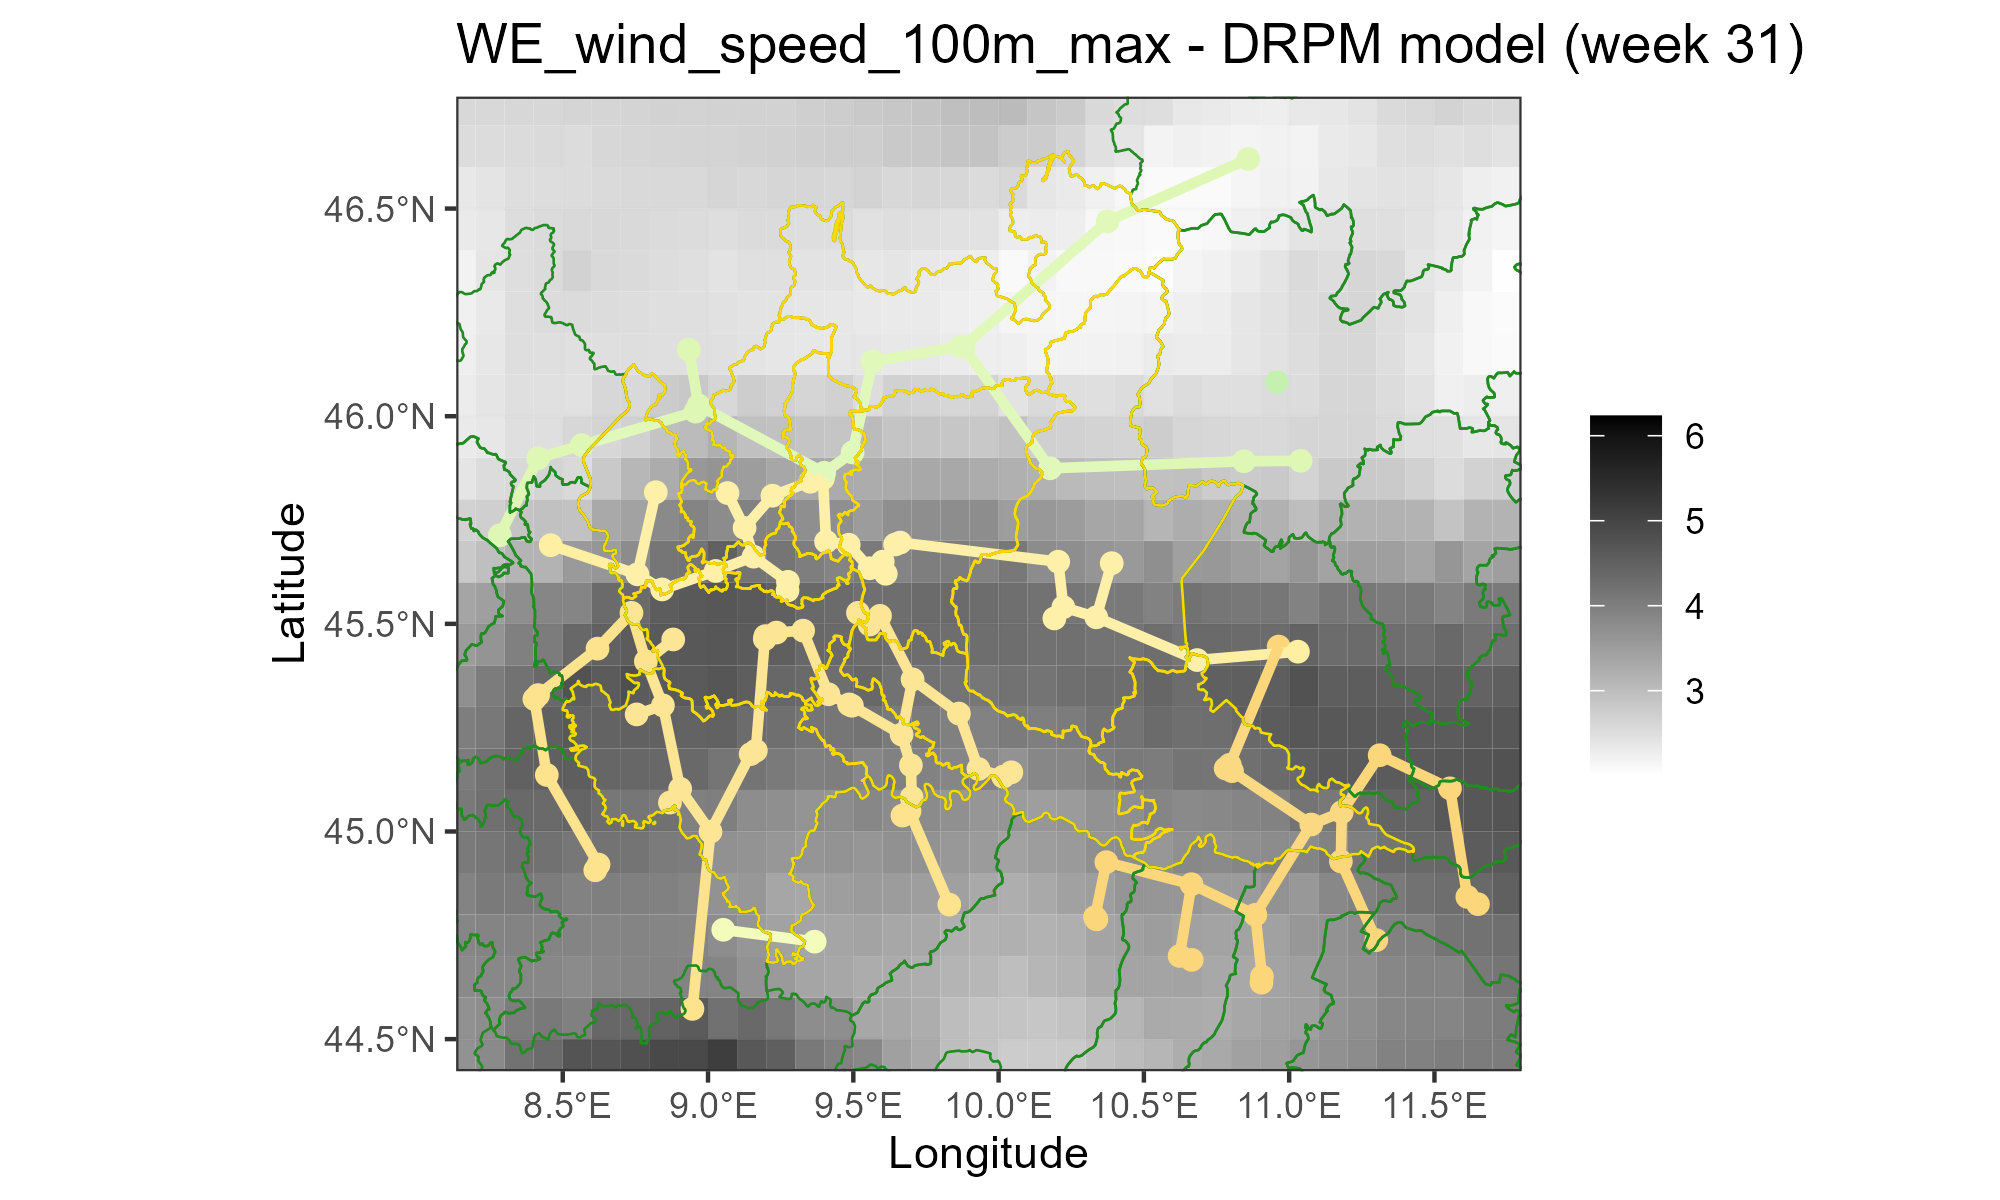 WE_wind_speed_100m_max - DRPM model (week 31)
46.5°N
46.0°N
45.5°N
45.0°N
44.5°N
Latitude
8.5°E 9.0°E 9.5°E 10.0°E 10.5°E 11.0°E 11.5°E
Longitude
6
5
4
3